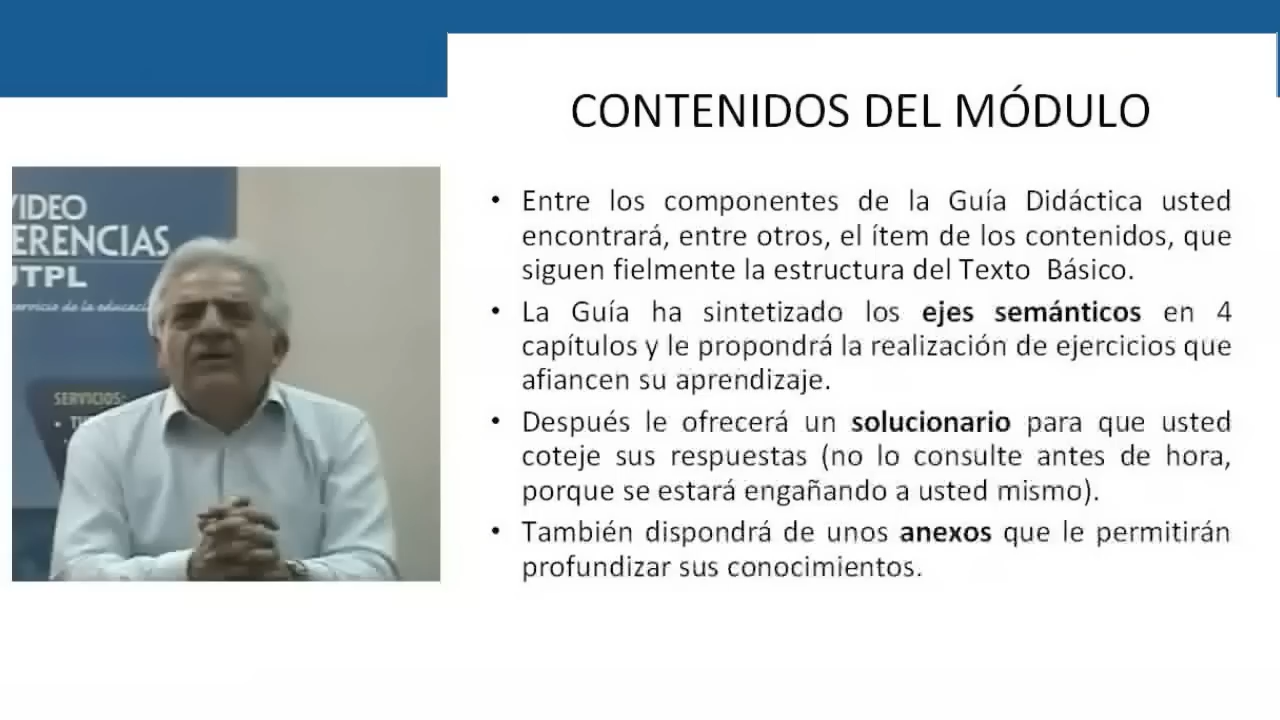 CONTENIDOS DEL MÓDULO
• Entre los componentes de la Guía Didáctica usted
encontrará, entre otros, el ítem de los contenidos, que
siguen fielmente la estructura del Texto Básico.
• La Guía ha sintetizado los ejes semánticos en 4
capítulos y le propondrá la realización de ejercicios que
afiancen su aprendizaje.
• Después le ofrecerá un solucionario para que usted
coteje sus respuestas (no lo consulte antes de hora,
porque se estará engañando a usted mismo).
• También dispondrá de unos anexos que le permitirán
profundizar sus conocimientos.
VIDEO
ERENCIAS
UTPL
servicio de la educaci
SERVICIOS: